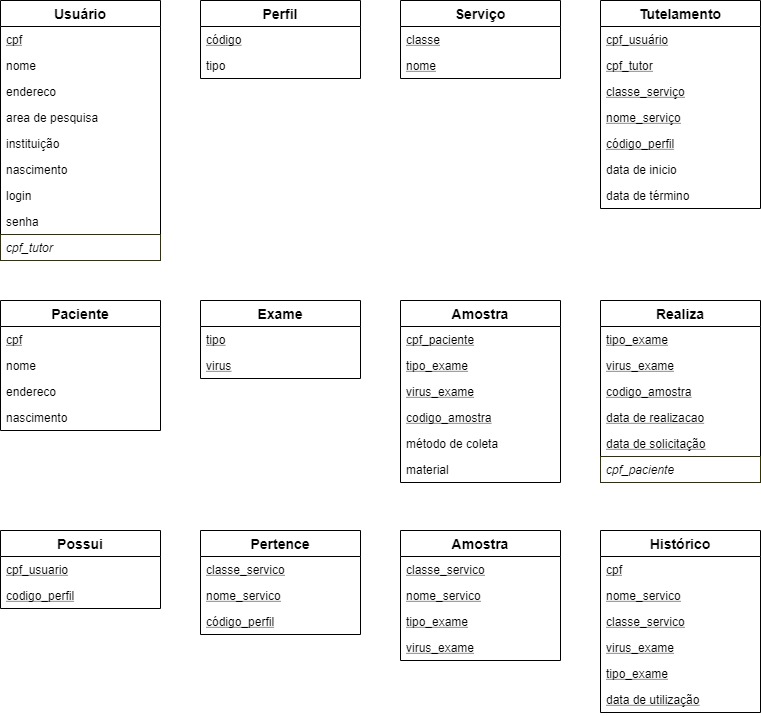 Usuário
cpf
nome
endereco
area de pesquisa
instituição
nascimento
login
senha
cpf_tutor
Perfil
código
tipo
Serviço
classe
nome
Tutelamento
cpf_usuário
cpf_tutor
classe_serviço
nome_serviço
código_perfil
data de inicio
data de término
Paciente
cpf
nome
endereco
nascimento
Exame
tipo
virus
Amostra
cpf_paciente
tipo_exame
virus_exame
codigo_amostra
método de coleta
material
Realiza
tipo_exame
virus_exame
codigo_amostra
data de realizacao
data de solicitação
cpf_paciente
Possui
cpf_usuario
codigo_perfil
Pertence
classe_servico
nome_servico
código_perfil
Amostra
classe_servico
nome_servico
tipo_exame
virus_exame
Histórico
cpf
nome_servico
classe_servico
virus_exame
tipo_exame
data de utilização